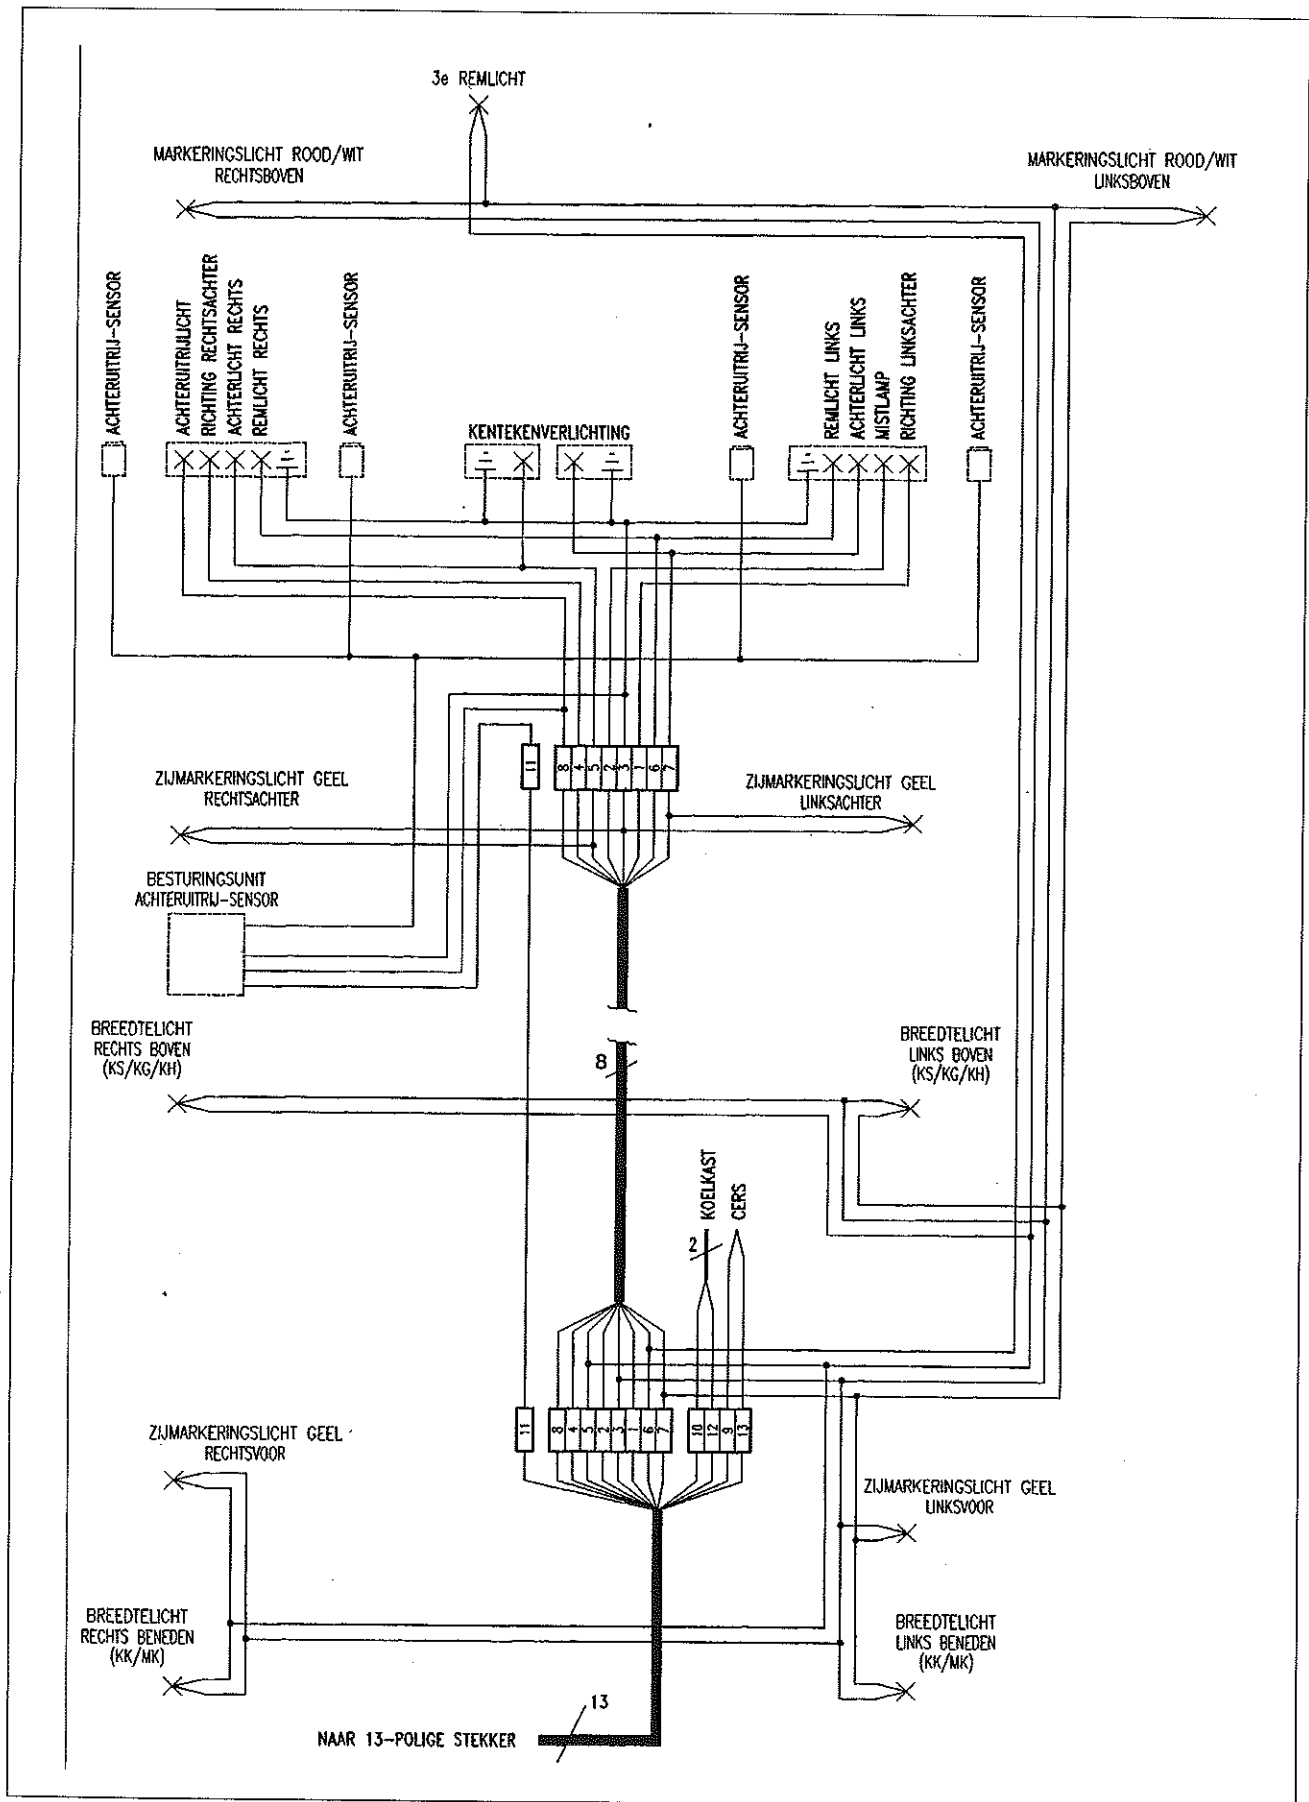 3e REMLICHT
MARKERINGSLICHT ROOD/WIT
RECHTSBOVEN
MARKERINGSLICHT ROOD/WIT
LINKSBOVEN
ACHTERUITRIJ-SENSOR
ACHTERUITRIJLICHT
RICHTING RECHTSACHTER
ACHTERLICHT RECHTS
REMLICHT RECHTS
ACHTERUITRIJ-SENSOR
KENTEKENVERLICHTING
ACHTERUITRIJ-SENSOR
REMLICHT LINKS
ACHTERLICHT LINKS
MISTLAMP
RICHTING LINKSACHTER
ACHTERUITRIJ-SENSOR
11
8 4 5 2 3 1 6 7
ZIJMARKERINGSLICHT GEEL
RECHTSACHTER
ZIJMARKERINGSLICHT GEEL
LINKSACHTER
BESTURINGSUNIT
ACHTERUITRIJ-SENSOR
BREEDTELICHT
RECHTS BOVEN
(KS/KG/KH)
8
BREEDTELICHT
LINKS BOVEN
(KS/KG/KH)
KOELKAST
CERS
2
11
8 4 5 2 3 1 6 7
10 12 9 13
ZIJMARKERINGSLICHT GEEL
RECHTSVOOR
ZIJMARKERINGSLICHT GEEL
LINKSVOOR
BREEDTELICHT
RECHTS BENEDEN
(KK/MK)
BREEDTELICHT
LINKS BENEDEN
(KK/MK)
13
NAAR 13-POLIGE STEKKER